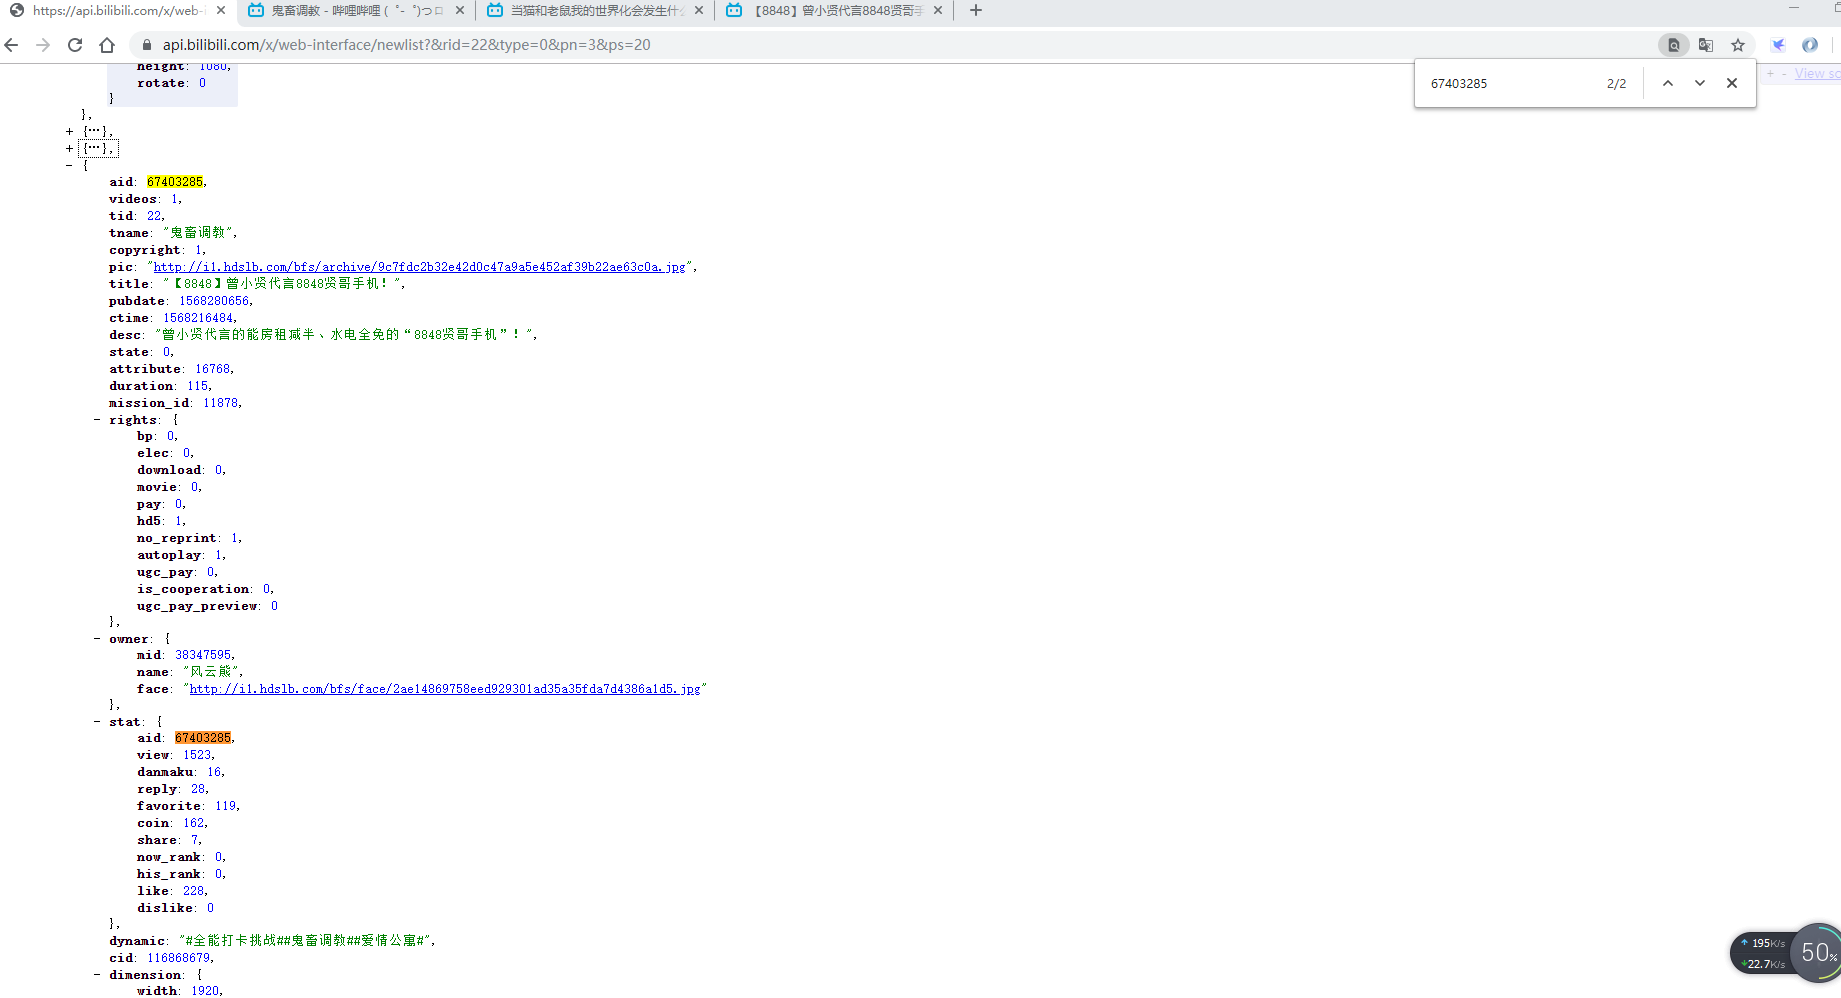 https://api.bilibili.com/x/web-i
鬼畜调教 - 哔哩哔哩 ( ゜- ゜)つロ
当猫和老鼠我的世界化会发生什么
【8848】曾小贤代言8848贤哥手
api.bilibili.com/x/web-interface/newlist?&rid=22&type=0&pn=3&ps=20
67403285 2/2
+ - View so
height: 1080,
rotate: 0
}
},
+ {…},
+ {…},
- {
aid: 67403285,
videos: 1,
tid: 22,
tname: "鬼畜调教",
copyright: 1,
pic: "http://i1.hdslb.com/bfs/archive/9c7fdc2b32e42d0c47a9a5e452af39b22ae63c0a.jpg",
title: "【8848】曾小贤代言8848贤哥手机！",
pubdate: 1568280656,
ctime: 1568216484,
desc: "曾小贤代言的能房租减半、水电全免的“8848贤哥手机”！",
state: 0,
attribute: 16768,
duration: 115,
mission_id: 11878,
- rights: {
bp: 0,
elec: 0,
download: 0,
movie: 0,
pay: 0,
hd5: 1,
no_reprint: 1,
autoplay: 1,
ugc_pay: 0,
is_cooperation: 0,
ugc_pay_preview: 0
},
- owner: {
mid: 38347595,
name: "风云熊",
face: "http://i1.hdslb.com/bfs/face/2ae14869758eed929301ad35a35fda7d4386a1d5.jpg"
},
- stat: {
aid: 67403285,
view: 1523,
danmaku: 16,
reply: 28,
favorite: 119,
coin: 162,
share: 7,
now_rank: 0,
his_rank: 0,
like: 228,
dislike: 0
},
dynamic: "#全能打卡挑战##鬼畜调教##爱情公寓#",
cid: 116868679,
- dimension: {
width: 1920,
195K/s
22.7K/s
50%